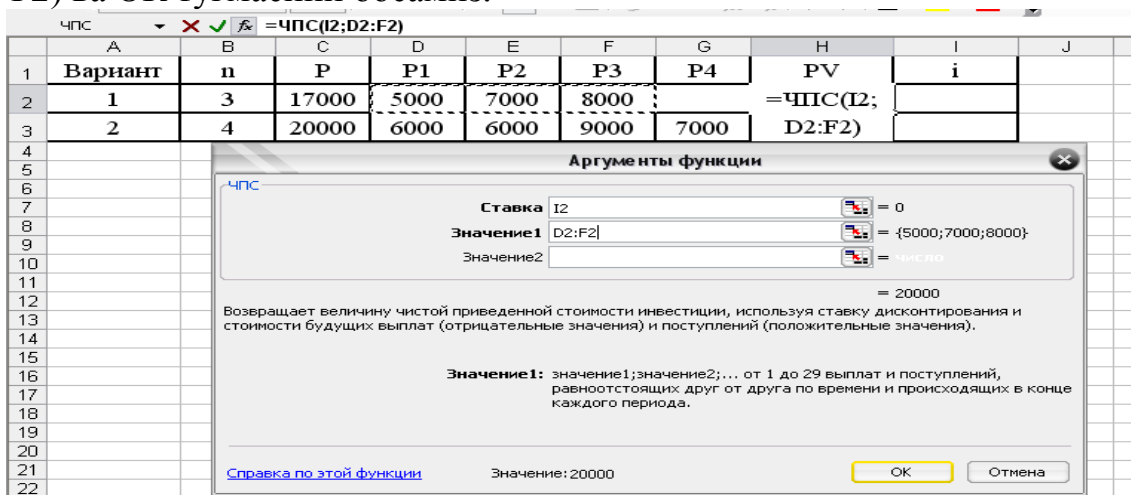 F2) ва OK тугмасини босамиз.
ЧПС =ЧПС(I2;D2:F2)
A B C D E F G H I J
1 Вариант n P P1 P2 P3 P4 PV i
2 1 3 17000 5000 7000 8000 =ЧПС(I2;
3 2 4 20000 6000 6000 9000 7000 D2:F2)
4
5 Аргументы функции
6 ЧПС
7 Ставка I2 = 0
8 Значение1 D2:F2 = {5000;7000;8000}
9
10 Значение2 = число
11
12 = 20000
13 Возвращает величину чистой приведенной стоимости инвестиции, используя ставку дисконтирования и
14 стоимости будущих выплат (отрицательные значения) и поступлений (положительные значения).
15
16 Значение1: значение1;значение2;... от 1 до 29 выплат и поступлений,
17 равноотстоящих друг от друга по времени и происходящих в конце
18 каждого периода.
19
20
21 Справка по этой функции Значение:20000 OK Отмена
22